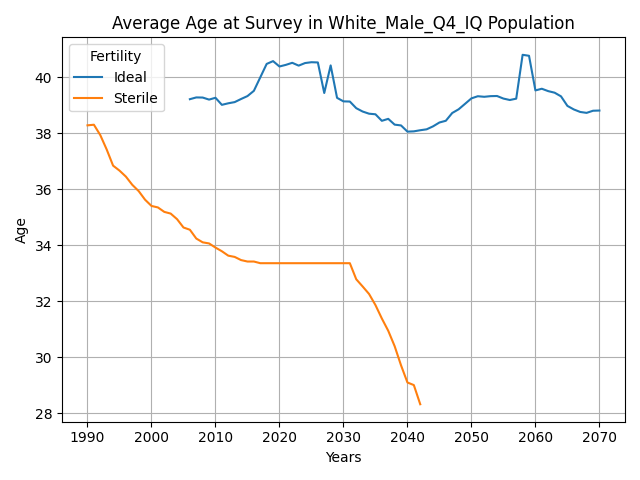 Average Age at Survey in White_Male_Q4_IQ Population
Fertility
Ideal
Sterile
40
38
36
34
32
30
28
Age
1990 2000 2010 2020 2030 2040 2050 2060 2070
Years